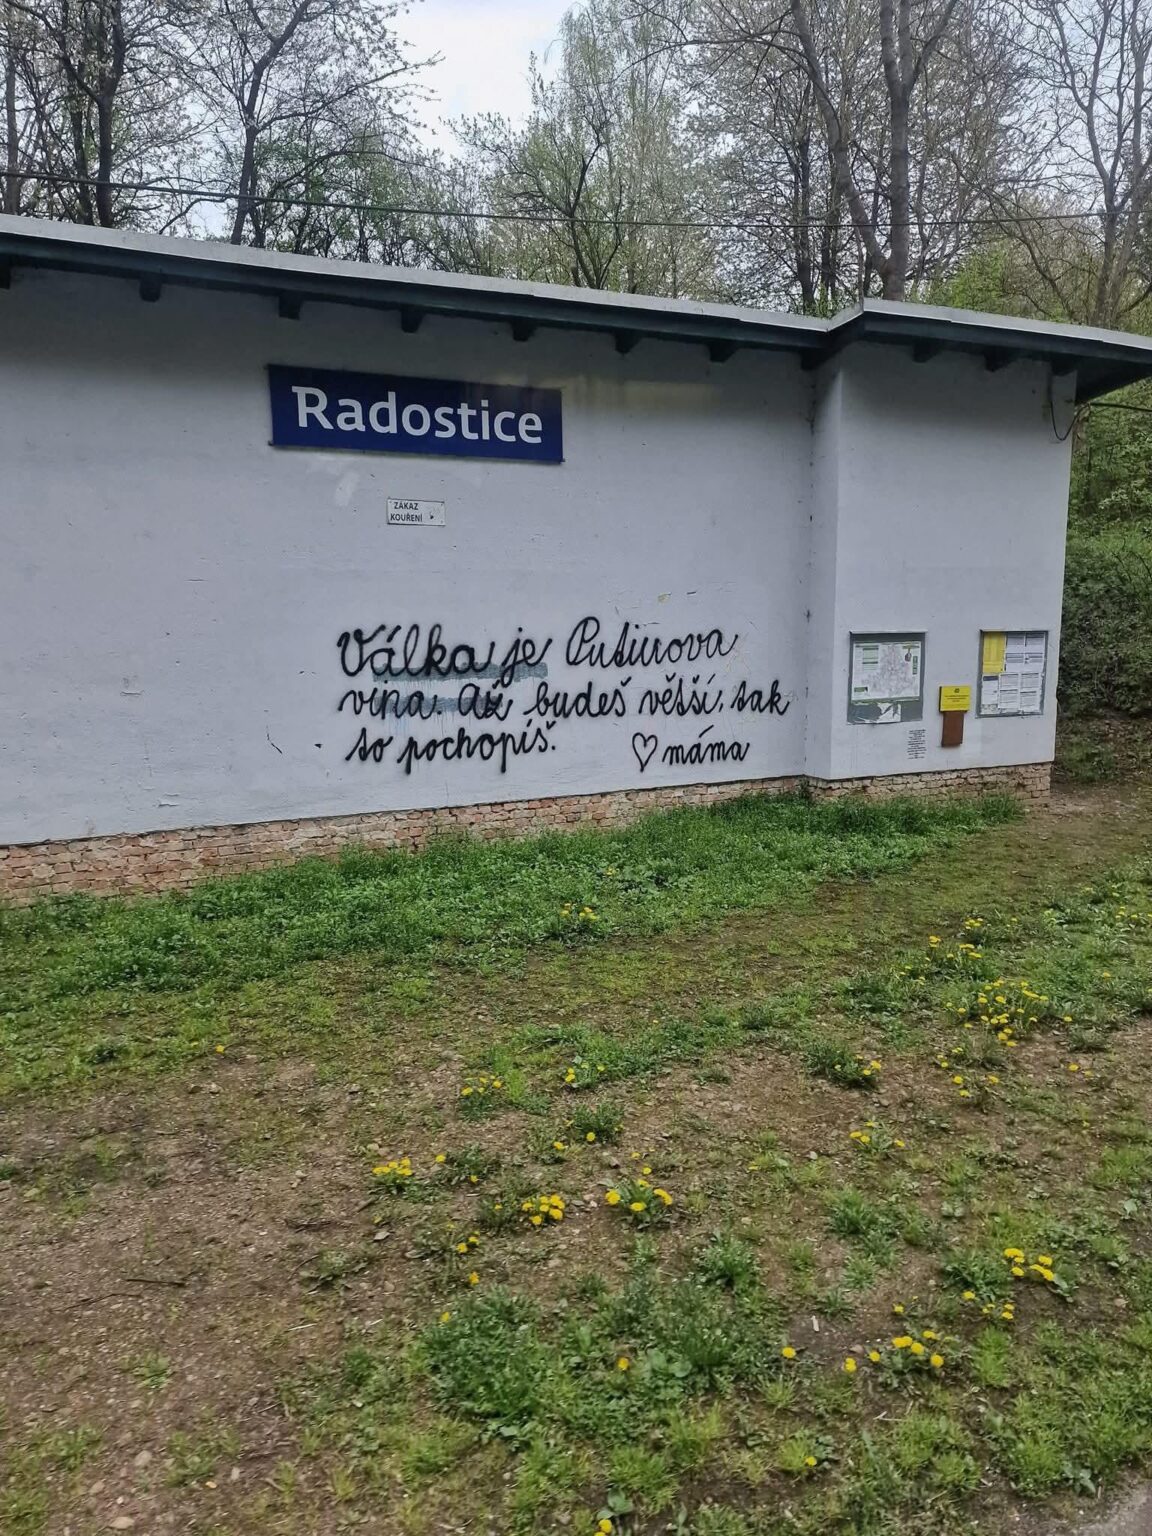 Radostice
ZÁKAZ
KOUŘENÍ
Válka je Putinova
vina. Až budeš větší, tak
to pochopíš. ♡ máma